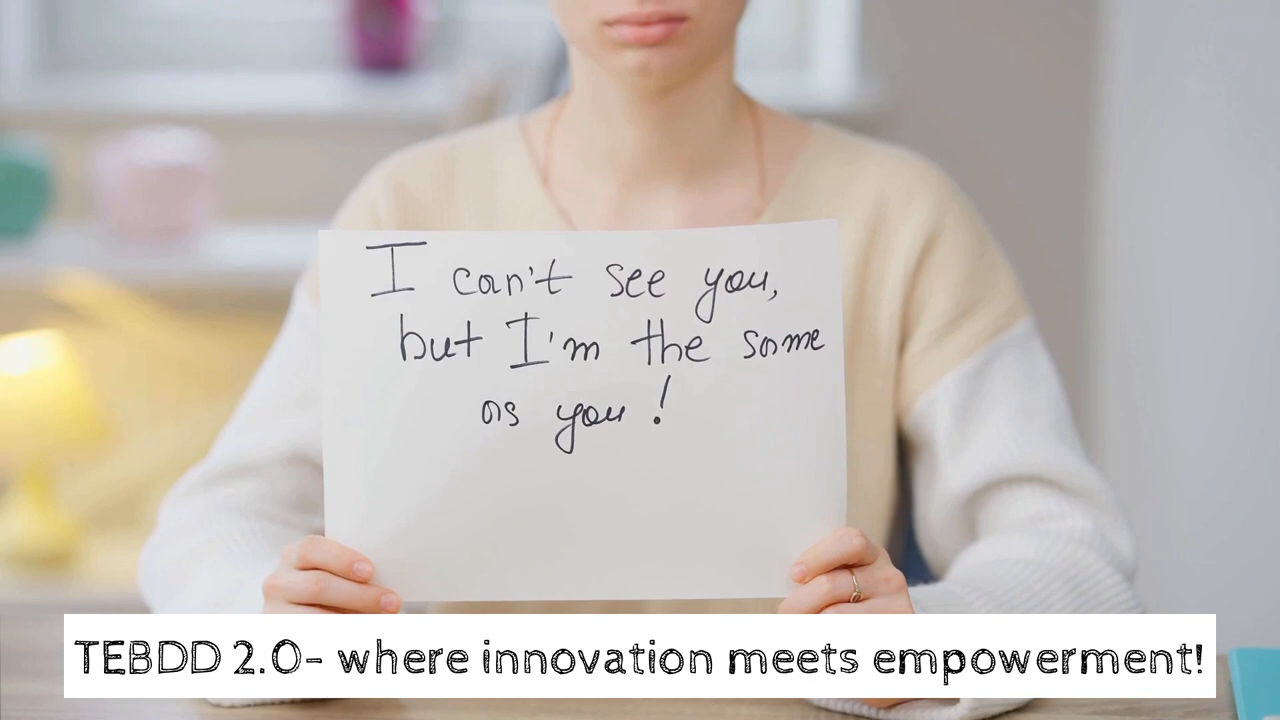 I can't see you,
but I'm the same
as you!
TEBDD 2.0- where innovation meets empowerment!